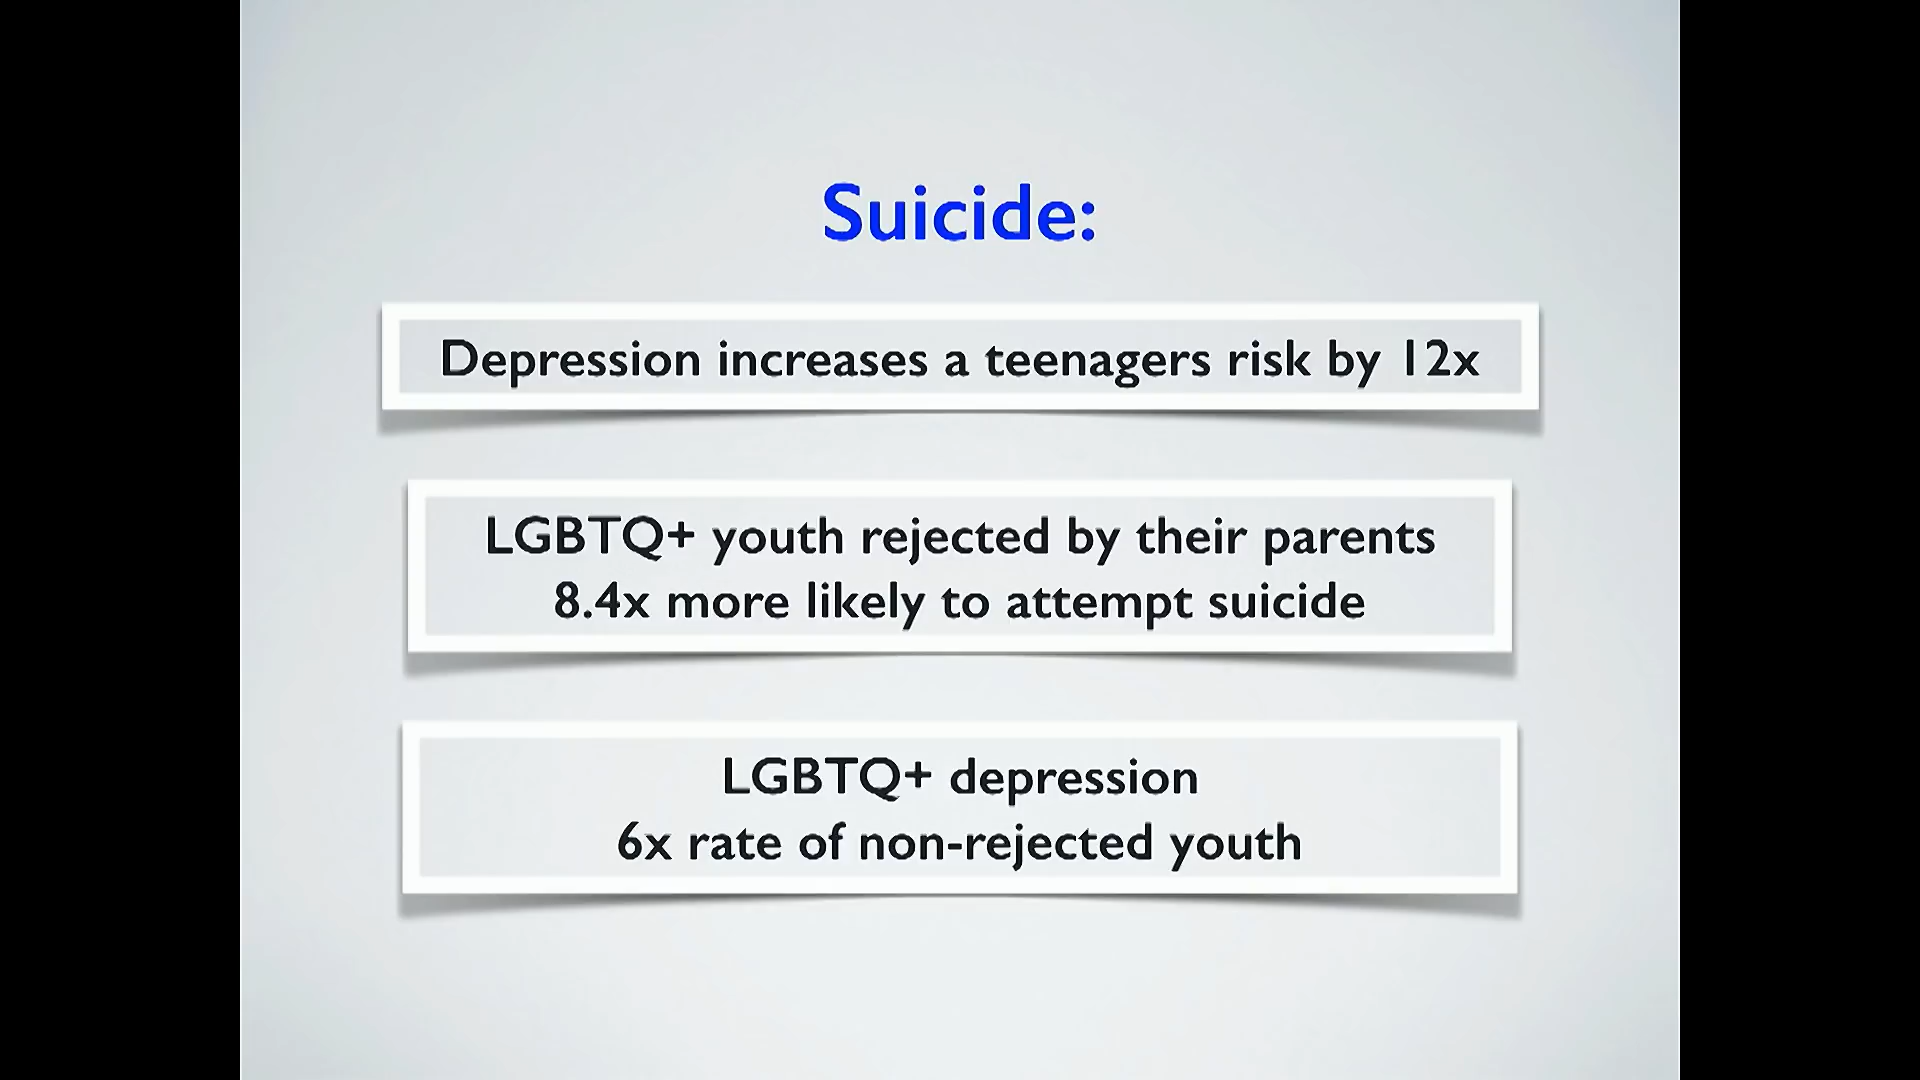 Suicide:
Depression increases a teenagers risk by 12x
LGBTQ+ youth rejected by their parents
8.4x more likely to attempt suicide
LGBTQ+ depression
6x rate of non-rejected youth